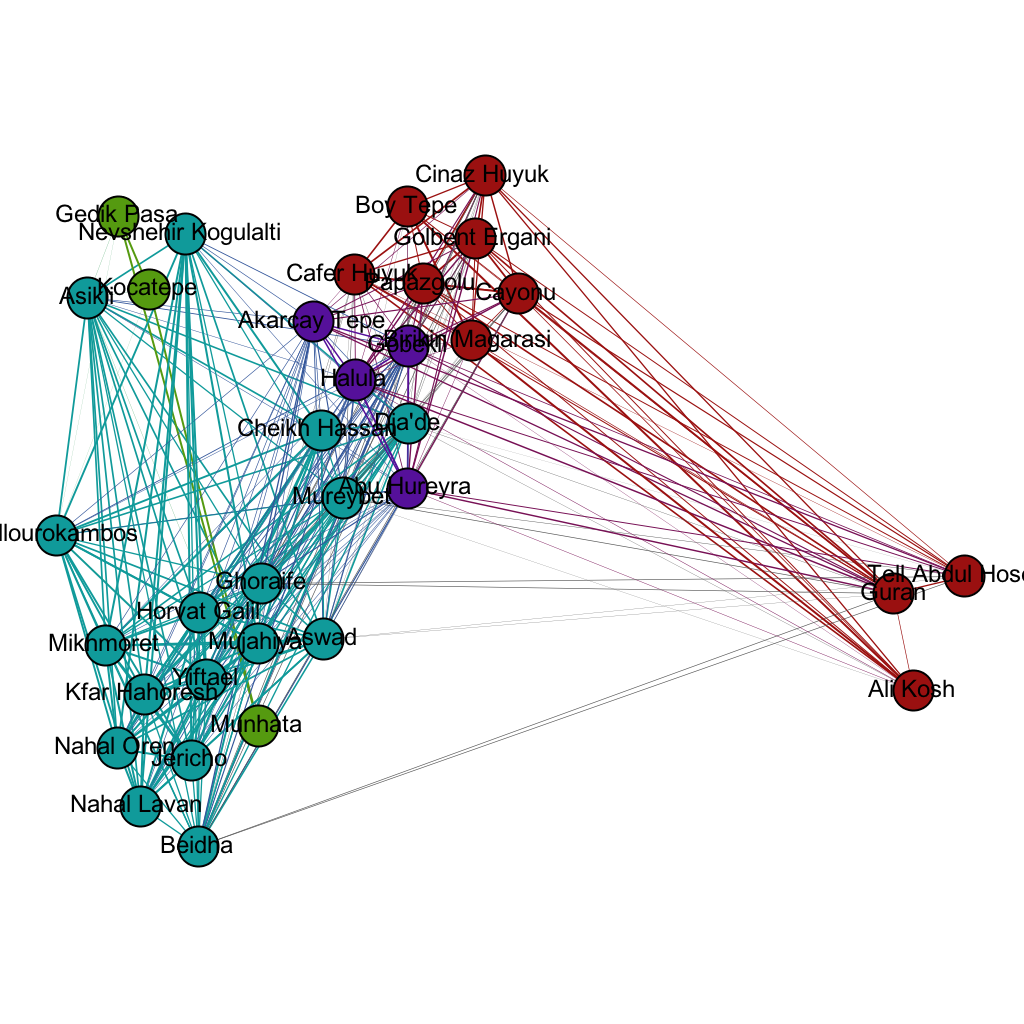 Cinaz Huyuk
Boy Tepe
Gedik Pasa
Nevshehir Kogulalti
Golbent Ergani
Cafer Huyuk
Papazgolu
Kocatepe
Asikli
Cayonu
Akarcay Tepe
Gobekli
Birikin Magarasi
Halula
Dja'de
Cheikh Hassan
Abu Hureyra
Mureybet
llourokambos
Tell Abdul Hose
Ghoraife
Guran
Horvat Galil
Mikhmoret
Mujahiya
Aswad
Yiftael
Kfar Hahoresh
Ali Kosh
Munhata
Nahal Oren
Jericho
Nahal Lavan
Beidha